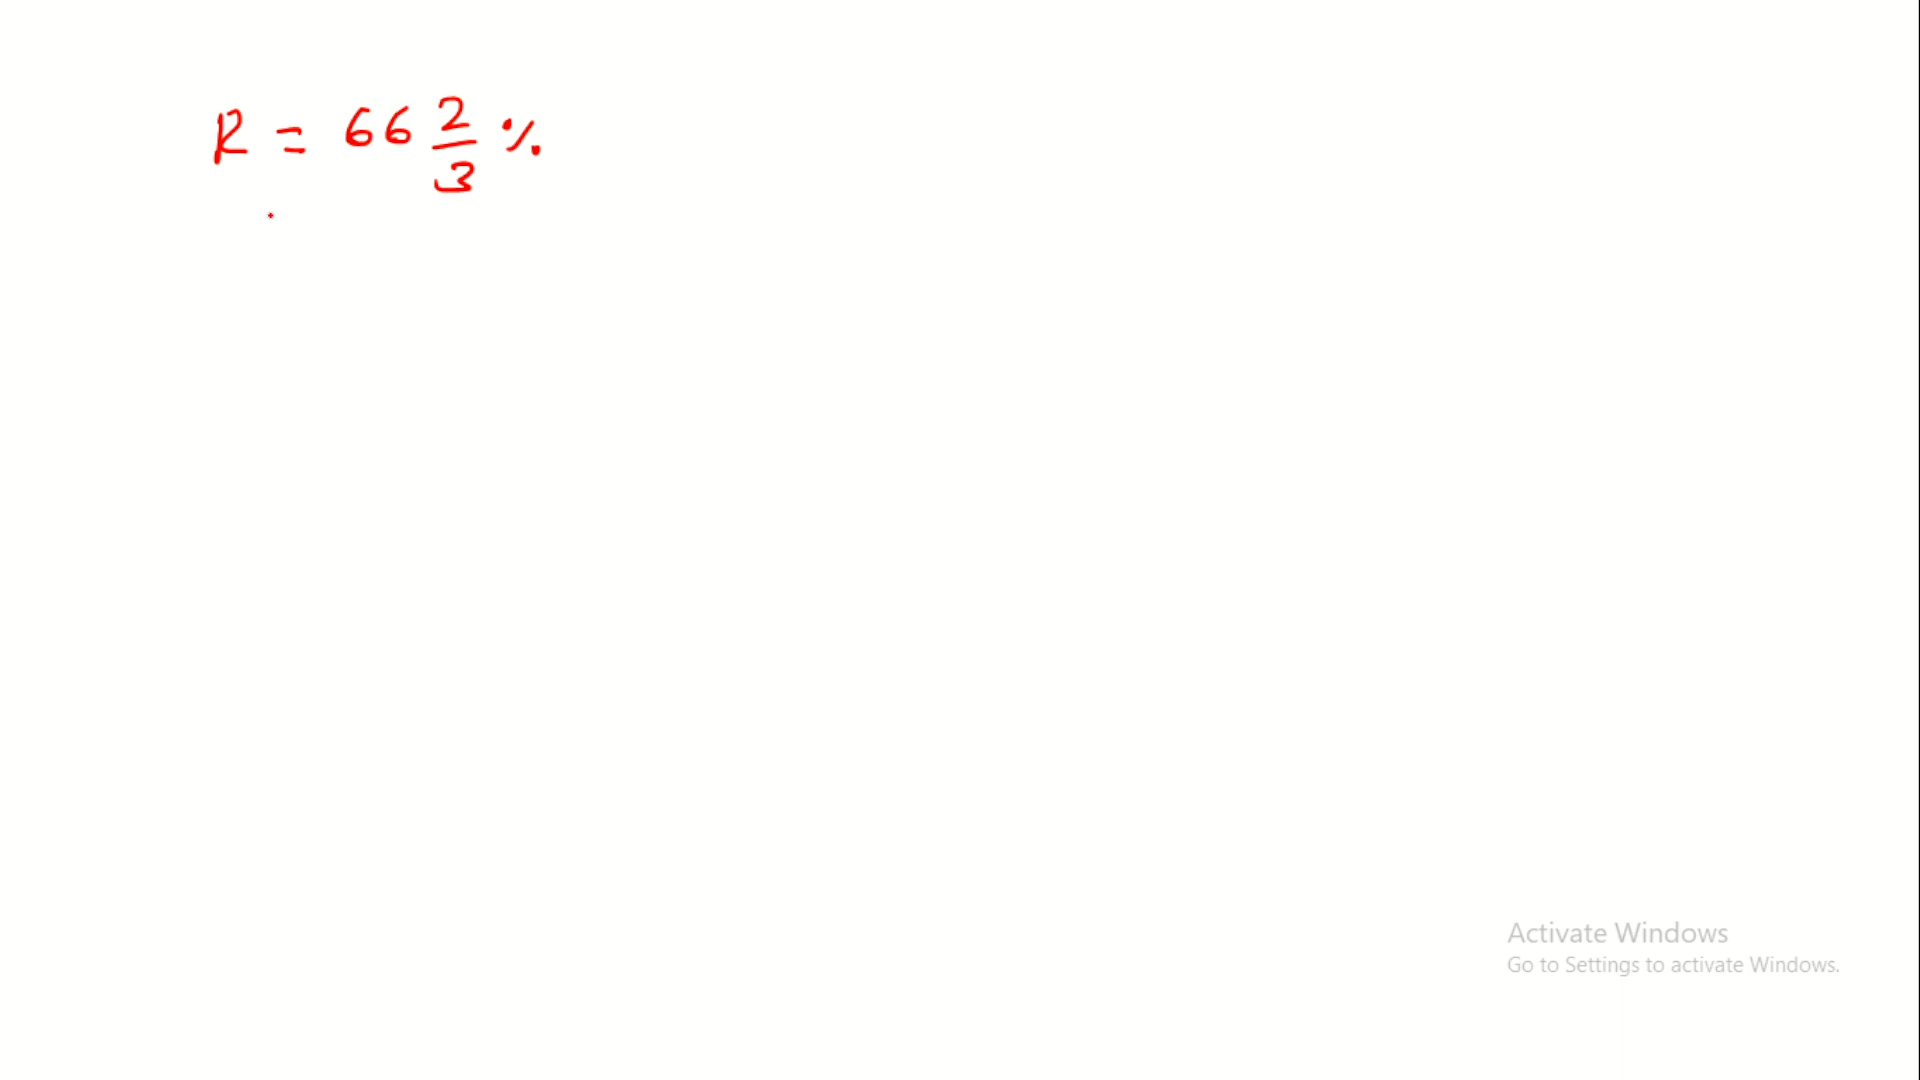 R = 66 2/3 %
Activate Windows
Go to Settings to activate Windows.